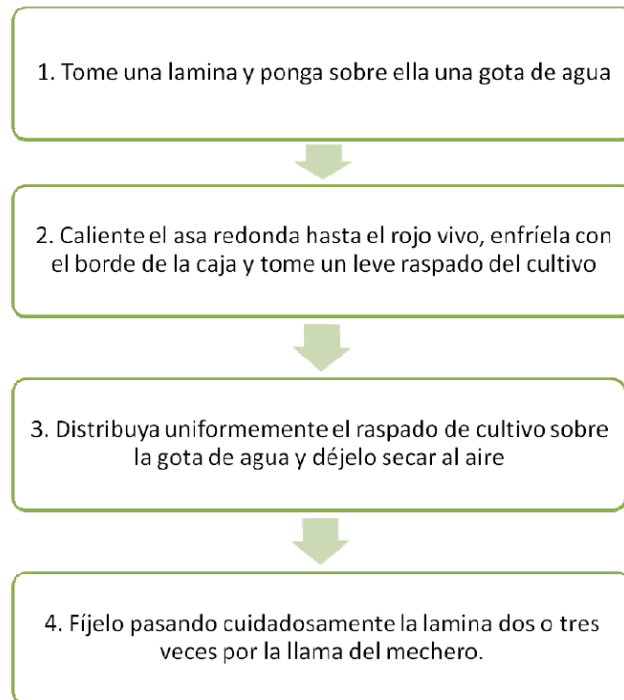 1. Tome una lamina y ponga sobre ella una gota de agua
2. Caliente el asa redonda hasta el rojo vivo, enfríela con
el borde de la caja y tome un leve raspado del cultivo
3. Distribuya uniformemente el raspado de cultivo sobre
la gota de agua y déjelo secar al aire
4. Fíjelo pasando cuidadosamente la lamina dos o tres
veces por la llama del mechero.